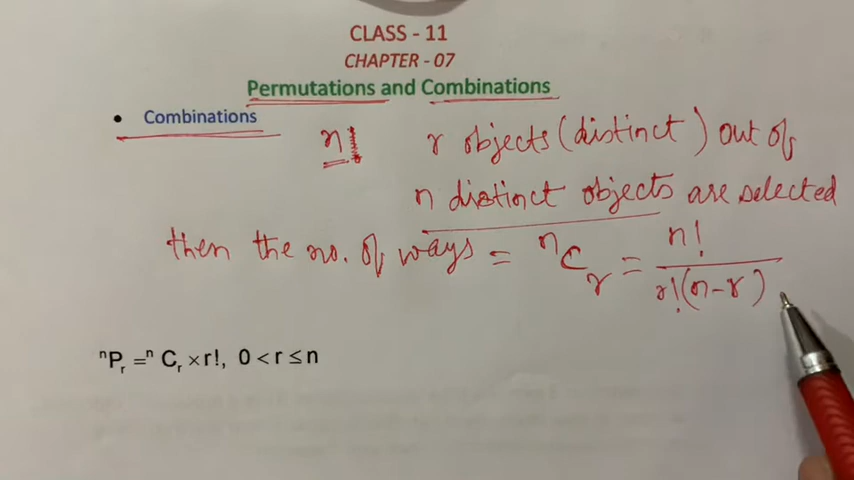 CLASS - 11
CHAPTER - 07
Permutations and Combinations
• Combinations
n! r objects (distinct) out of
n distinct objects are selected
then the no. of ways = ⁿCᵣ = n! / r!(n-r)
ⁿPᵣ =ⁿ Cᵣ ×r!, 0 < r ≤ n